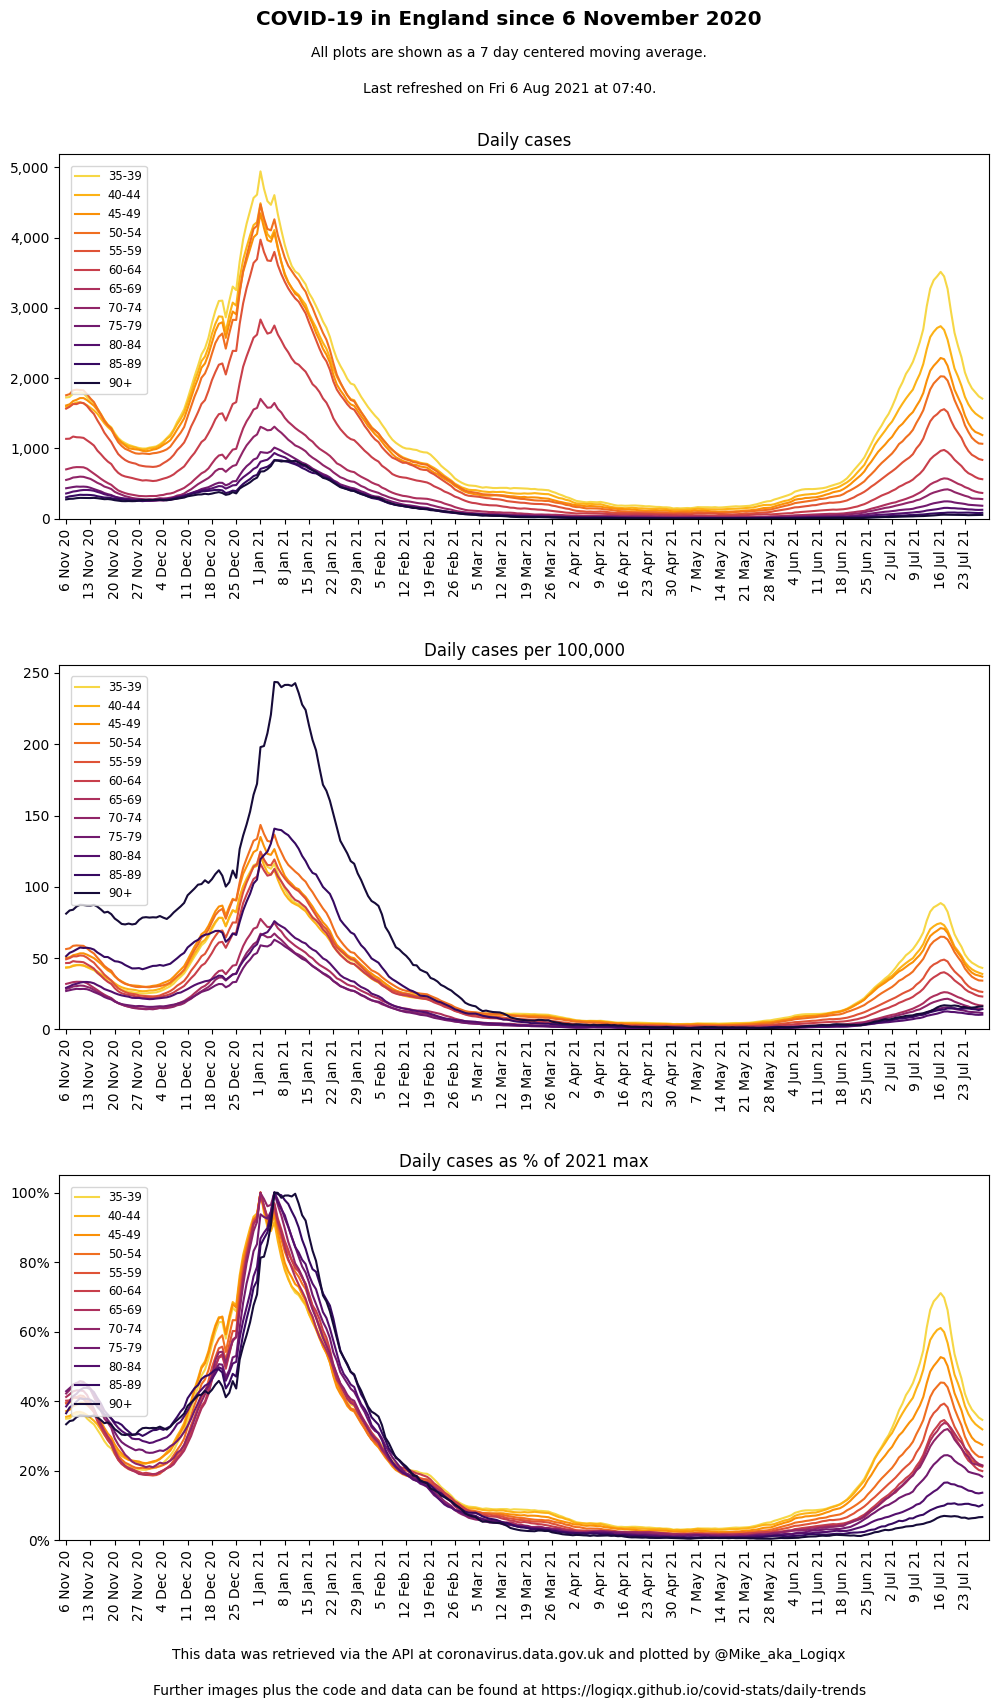 COVID-19 in England since 6 November 2020
All plots are shown as a 7 day centered moving average.
Last refreshed on Fri 6 Aug 2021 at 07:40.
Daily cases
5,000
4,000
3,000
2,000
1,000
0
35-39
40-44
45-49
50-54
55-59
60-64
65-69
70-74
75-79
80-84
85-89
90+
6 Nov 20
13 Nov 20
20 Nov 20
27 Nov 20
4 Dec 20
11 Dec 20
18 Dec 20
25 Dec 20
1 Jan 21
8 Jan 21
15 Jan 21
22 Jan 21
29 Jan 21
5 Feb 21
12 Feb 21
19 Feb 21
26 Feb 21
5 Mar 21
12 Mar 21
19 Mar 21
26 Mar 21
2 Apr 21
9 Apr 21
16 Apr 21
23 Apr 21
30 Apr 21
7 May 21
14 May 21
21 May 21
28 May 21
4 Jun 21
11 Jun 21
18 Jun 21
25 Jun 21
2 Jul 21
9 Jul 21
16 Jul 21
23 Jul 21
Daily cases per 100,000
250
200
150
100
50
0
35-39
40-44
45-49
50-54
55-59
60-64
65-69
70-74
75-79
80-84
85-89
90+
6 Nov 20
13 Nov 20
20 Nov 20
27 Nov 20
4 Dec 20
11 Dec 20
18 Dec 20
25 Dec 20
1 Jan 21
8 Jan 21
15 Jan 21
22 Jan 21
29 Jan 21
5 Feb 21
12 Feb 21
19 Feb 21
26 Feb 21
5 Mar 21
12 Mar 21
19 Mar 21
26 Mar 21
2 Apr 21
9 Apr 21
16 Apr 21
23 Apr 21
30 Apr 21
7 May 21
14 May 21
21 May 21
28 May 21
4 Jun 21
11 Jun 21
18 Jun 21
25 Jun 21
2 Jul 21
9 Jul 21
16 Jul 21
23 Jul 21
Daily cases as % of 2021 max
100%
80%
60%
40%
20%
0%
35-39
40-44
45-49
50-54
55-59
60-64
65-69
70-74
75-79
80-84
85-89
90+
6 Nov 20
13 Nov 20
20 Nov 20
27 Nov 20
4 Dec 20
11 Dec 20
18 Dec 20
25 Dec 20
1 Jan 21
8 Jan 21
15 Jan 21
22 Jan 21
29 Jan 21
5 Feb 21
12 Feb 21
19 Feb 21
26 Feb 21
5 Mar 21
12 Mar 21
19 Mar 21
26 Mar 21
2 Apr 21
9 Apr 21
16 Apr 21
23 Apr 21
30 Apr 21
7 May 21
14 May 21
21 May 21
28 May 21
4 Jun 21
11 Jun 21
18 Jun 21
25 Jun 21
2 Jul 21
9 Jul 21
16 Jul 21
23 Jul 21
This data was retrieved via the API at coronavirus.data.gov.uk and plotted by @Mike_aka_Logiqx
Further images plus the code and data can be found at https://logiqx.github.io/covid-stats/daily-trends